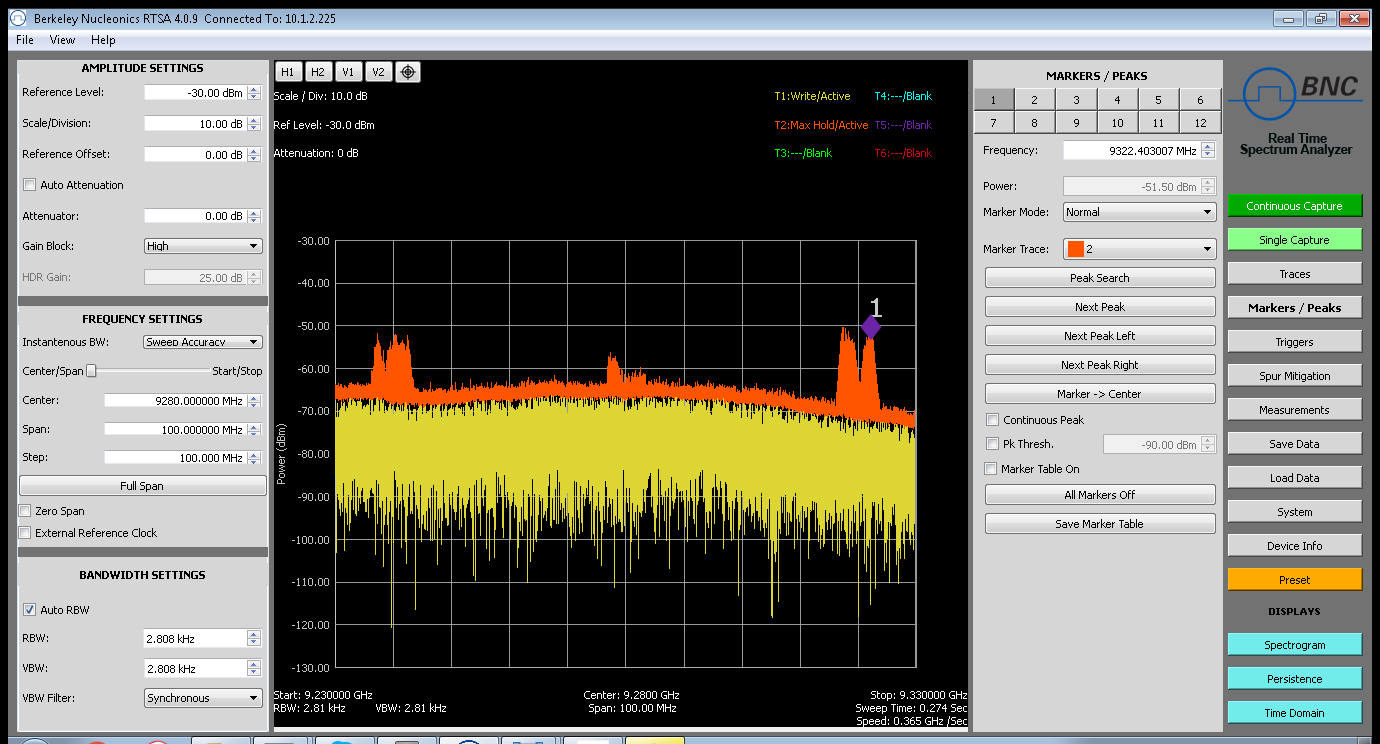 Berkeley Nucleonics RTSA 4.0.9 Connected To: 10.1.2.225
File View Help
AMPLITUDE SETTINGS
Reference Level: -30.00 dBm
Scale/Division: 10.00 dB
Reference Offset: 0.00 dB
Auto Attenuation
Attenuator: 0.00 dB
Gain Block: High
HDR Gain: 25.00 dB
FREQUENCY SETTINGS
Instantenous BW: Sweep Accuracy
Center/Span Start/Stop
Center: 9280.000000 MHz
Span: 100.000000 MHz
Step: 100.000 MHz
Full Span
Zero Span
External Reference Clock
BANDWIDTH SETTINGS
Auto RBW
RBW: 2.808 kHz
VBW: 2.808 kHz
VBW Filter: Synchronous
H1 H2 V1 V2
Scale / Div: 10.0 dB
Ref Level: -30.0 dBm
Attenuation: 0 dB
T1:Write/Active T4:---/Blank
T2:Max Hold/Active T5:---/Blank
T3:---/Blank T6:---/Blank
1
-30.00
-40.00
-50.00
-60.00
-70.00
-80.00
-90.00
-100.00
-110.00
-120.00
-130.00
Power (dBm)
Start: 9.230000 GHz Center: 9.2800 GHz Stop: 9.330000 GHz
RBW: 2.81 kHz VBW: 2.81 kHz Span: 100.00 MHz Sweep Time: 0.274 Sec
Speed: 0.365 GHz /Sec
MARKERS / PEAKS
1 2 3 4 5 6
7 8 9 10 11 12
Frequency: 9322.403007 MHz
Power: -51.50 dBm
Marker Mode: Normal
Marker Trace: 2
Peak Search
Next Peak
Next Peak Left
Next Peak Right
Marker -> Center
Continuous Peak
Pk Thresh. -90.00 dBm
Marker Table On
All Markers Off
Save Marker Table
BNC
Real Time
Spectrum Analyzer
Continuous Capture
Single Capture
Traces
Markers / Peaks
Triggers
Spur Mitigation
Measurements
Save Data
Load Data
System
Device Info
Preset
DISPLAYS
Spectrogram
Persistence
Time Domain